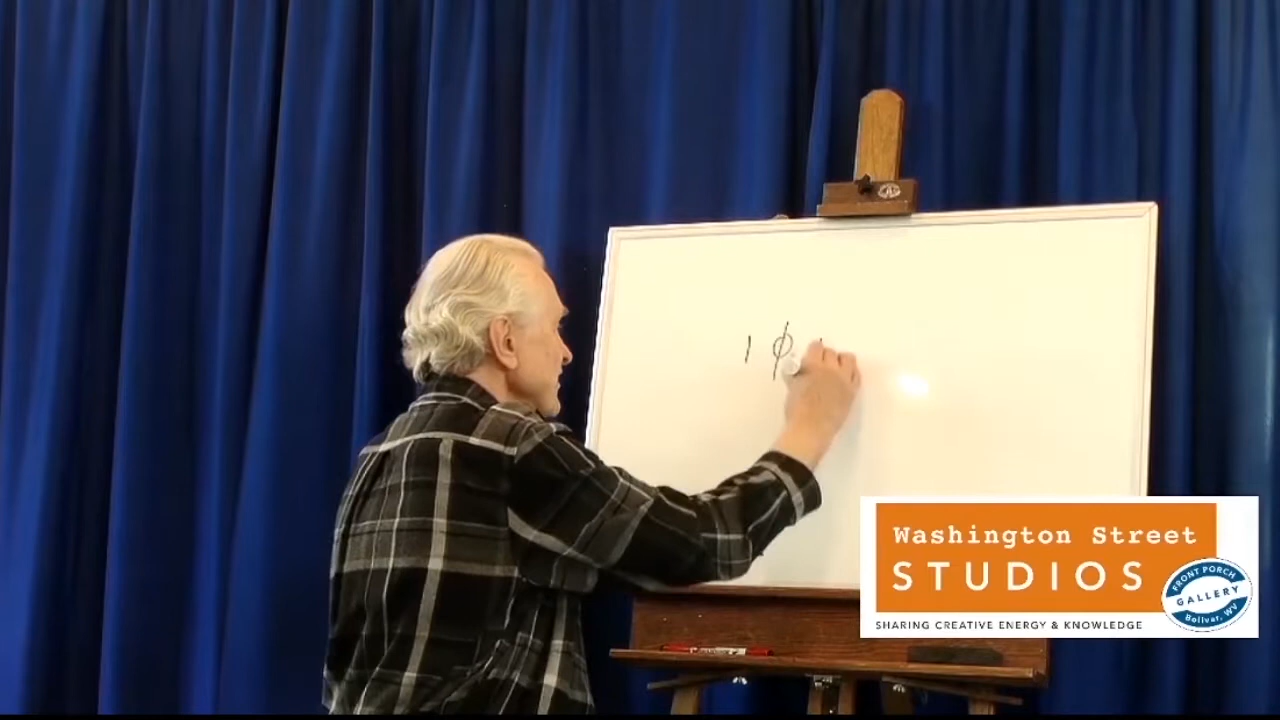 1 ϕ
Washington Street
STUDIOS
SHARING CREATIVE ENERGY & KNOWLEDGE
FRONT PORCH
GALLERY
Bolivar, WV